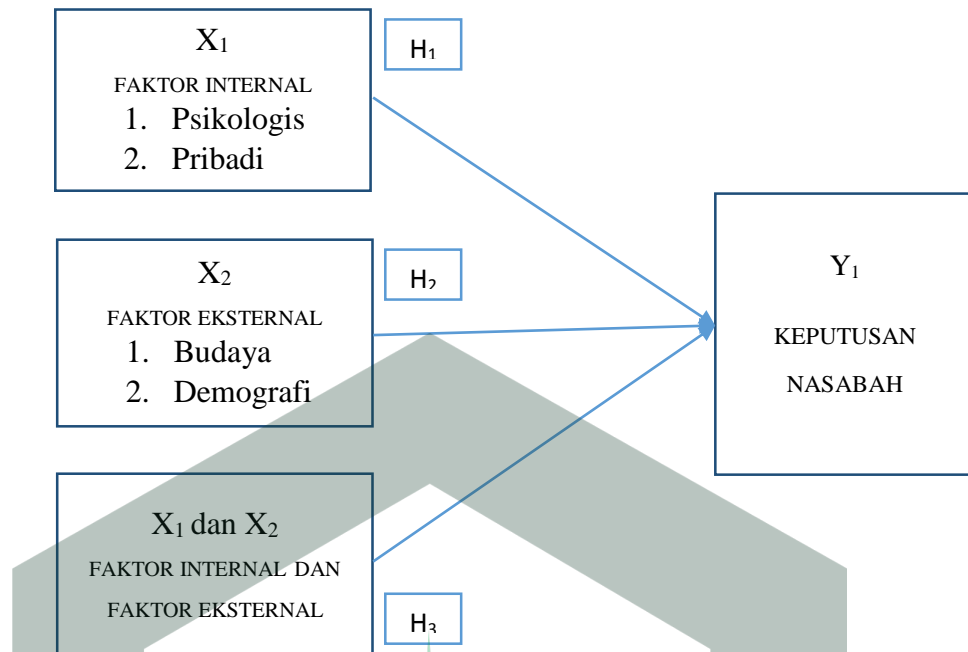 X₁
FAKTOR INTERNAL
1. Psikologis
2. Pribadi
H₁
X₂
FAKTOR EKSTERNAL
1. Budaya
2. Demografi
H₂
Y₁
KEPUTUSAN
NASABAH
X₁ dan X₂
FAKTOR INTERNAL DAN
FAKTOR EKSTERNAL
H₃